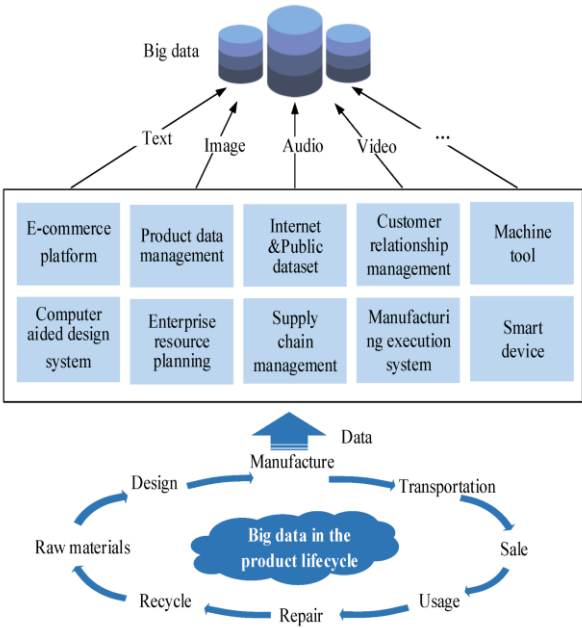 Big data
Text
Image
Audio
Video
...
E-commerce
platform
Product data
management
Internet
&Public
dataset
Customer
relationship
management
Machine
tool
Computer
aided design
system
Enterprise
resource
planning
Supply
chain
management
Manufacturi
ng execution
system
Smart
device
Data
Manufacture
Design
Transportation
Raw materials
Big data in the
product lifecycle
Sale
Recycle
Repair
Usage